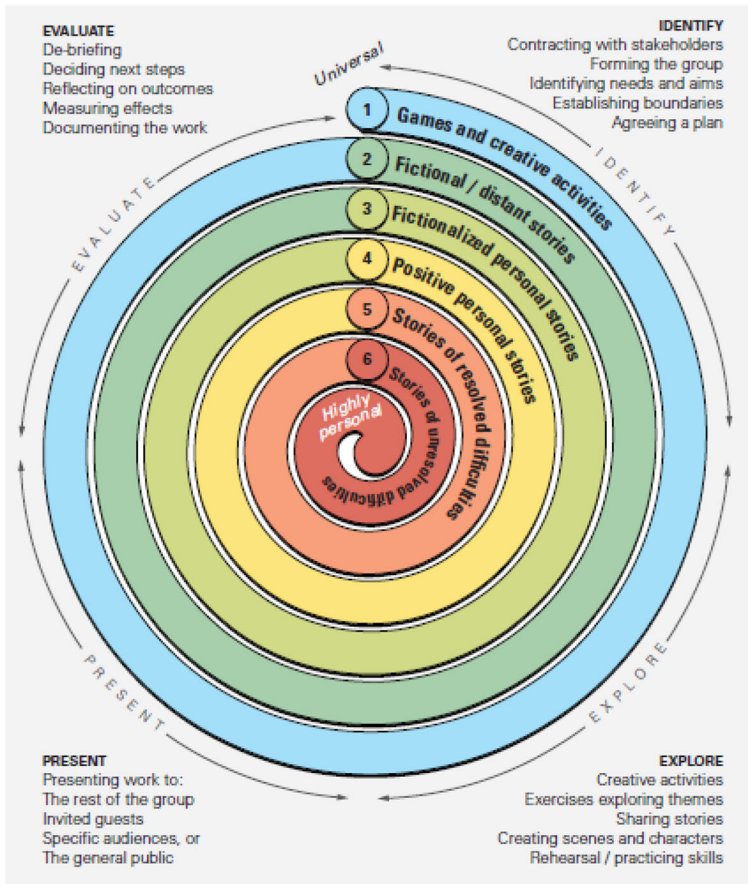 EVALUATE
De-briefing
Deciding next steps
Reflecting on outcomes
Measuring effects
Documenting the work
IDENTIFY
Contracting with stakeholders
Forming the group
Identifying needs and aims
Establishing boundaries
Agreeing a plan
Universal
1 Games and creative activities
2 Fictional / distant stories
3 Fictionalized personal stories
4 Positive personal stories
5 Stories of resolved difficulties
6 Stories of unresolved difficulties
Highly
personal
EVALUATE
IDENTIFY
PRESENT
EXPLORE
PRESENT
Presenting work to:
The rest of the group
Invited guests
Specific audiences, or
The general public
EXPLORE
Creative activities
Exercises exploring themes
Sharing stories
Creating scenes and characters
Rehearsal / practicing skills